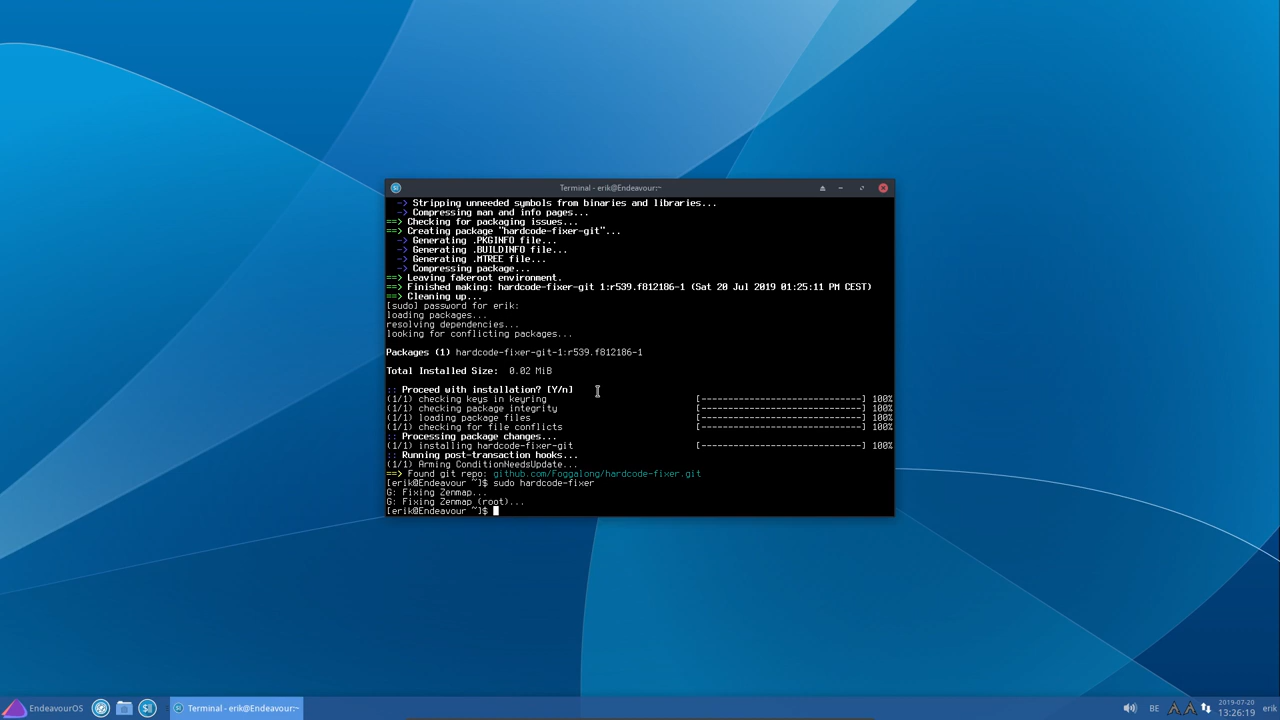 Terminal - erik@Endeavour:~
-> Stripping unneeded symbols from binaries and libraries...
-> Compressing man and info pages...
==> Checking for packaging issues...
==> Creating package "hardcode-fixer-git"...
-> Generating .PKGINFO file...
-> Generating .BUILDINFO file...
-> Generating .MTREE file...
-> Compressing package...
==> Leaving fakeroot environment.
==> Finished making: hardcode-fixer-git 1:r539.f812186-1 (Sat 20 Jul 2019 01:25:11 PM CEST)
==> Cleaning up...
[sudo] password for erik:
loading packages...
resolving dependencies...
looking for conflicting packages...
Packages (1) hardcode-fixer-git-1:r539.f812186-1
Total Installed Size:  0.02 MiB
:: Proceed with installation? [Y/n]
(1/1) checking keys in keyring [------------------------------] 100%
(1/1) checking package integrity [------------------------------] 100%
(1/1) loading package files [------------------------------] 100%
(1/1) checking for file conflicts [------------------------------] 100%
:: Processing package changes...
(1/1) installing hardcode-fixer-git [------------------------------] 100%
:: Running post-transaction hooks...
(1/1) Arming ConditionNeedsUpdate...
==> Found git repo: github.com/Foggalong/hardcode-fixer.git
[erik@Endeavour ~]$ sudo hardcode-fixer
G: Fixing Zenmap...
G: Fixing Zenmap (root)...
[erik@Endeavour ~]$
EndeavourOS
Terminal - erik@Endeavour:~
BE
2019-07-20
13:26:19
erik